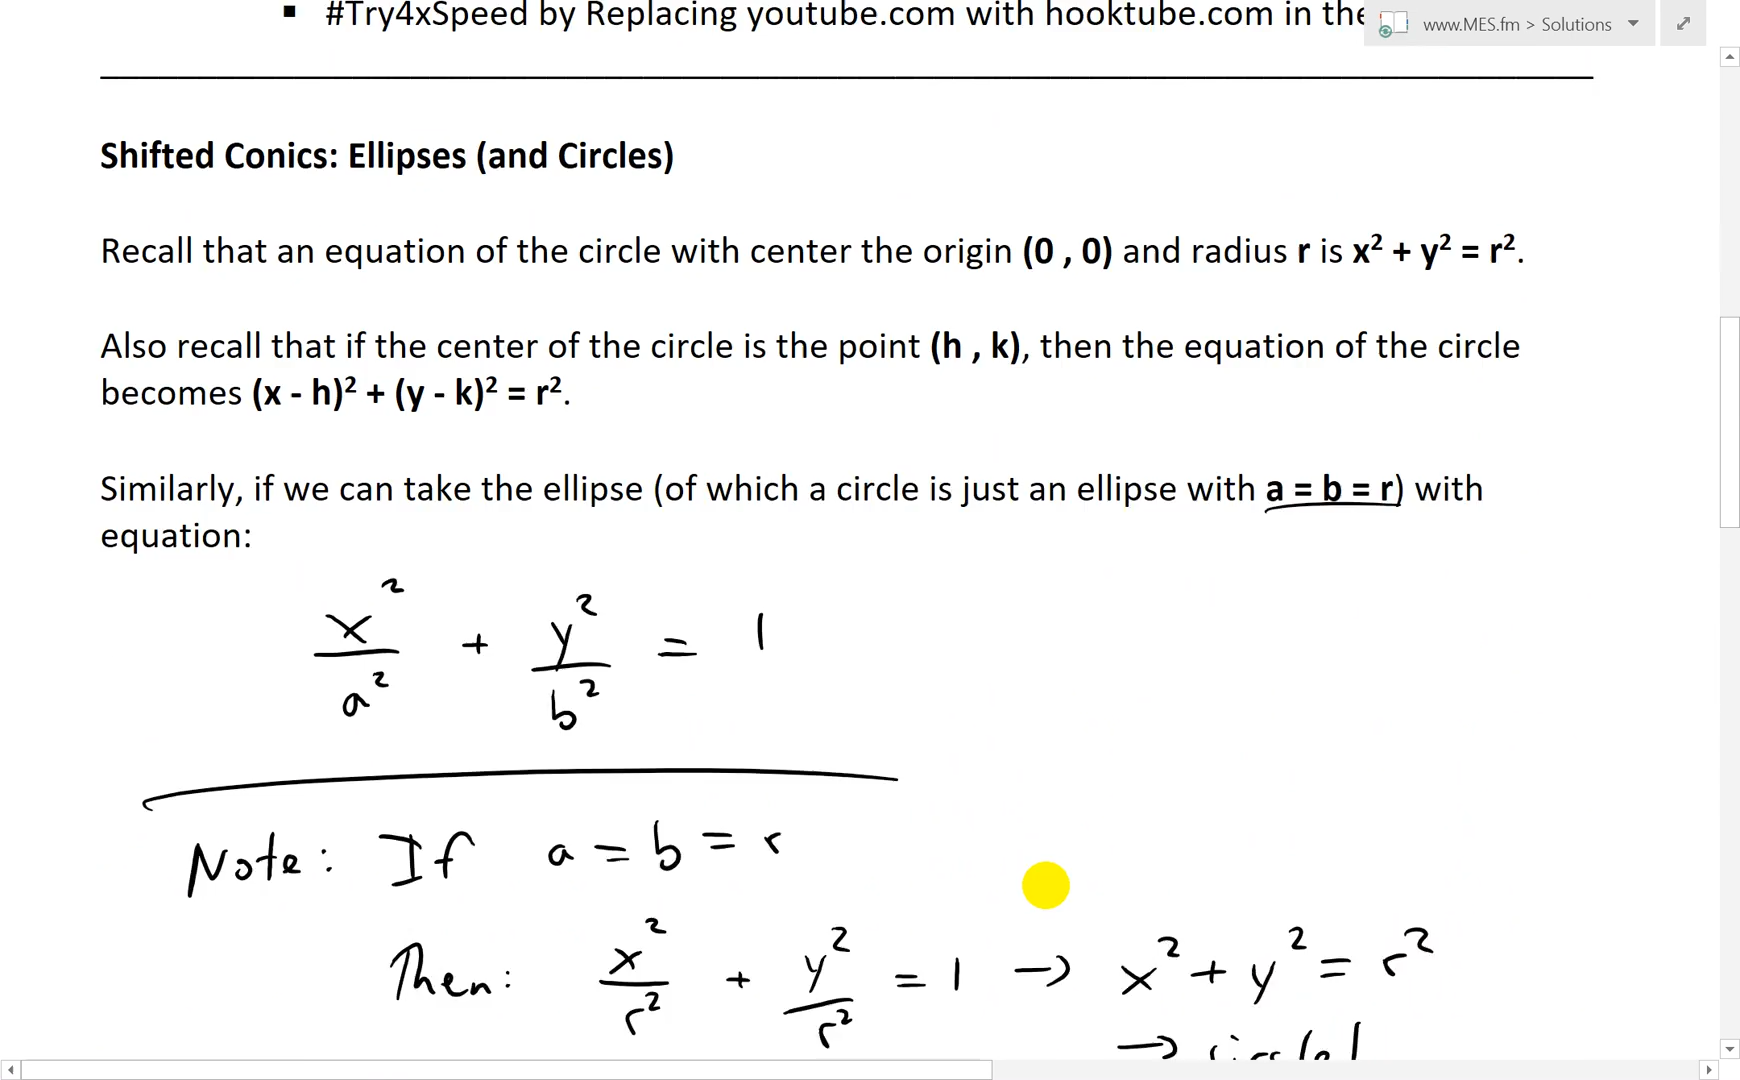 ▪ #Try4xSpeed by Replacing youtube.com with hooktube.com in the
www.MES.fm > Solutions
Shifted Conics: Ellipses (and Circles)
Recall that an equation of the circle with center the origin (0 , 0) and radius r is x² + y² = r².
Also recall that if the center of the circle is the point (h , k), then the equation of the circle
becomes (x - h)² + (y - k)² = r².
Similarly, if we can take the ellipse (of which a circle is just an ellipse with a = b = r) with
equation:
x²/a² + y²/b² = 1
Note: If a = b = r
Then: x²/r² + y²/r² = 1 → x² + y² = r²
→ circle!